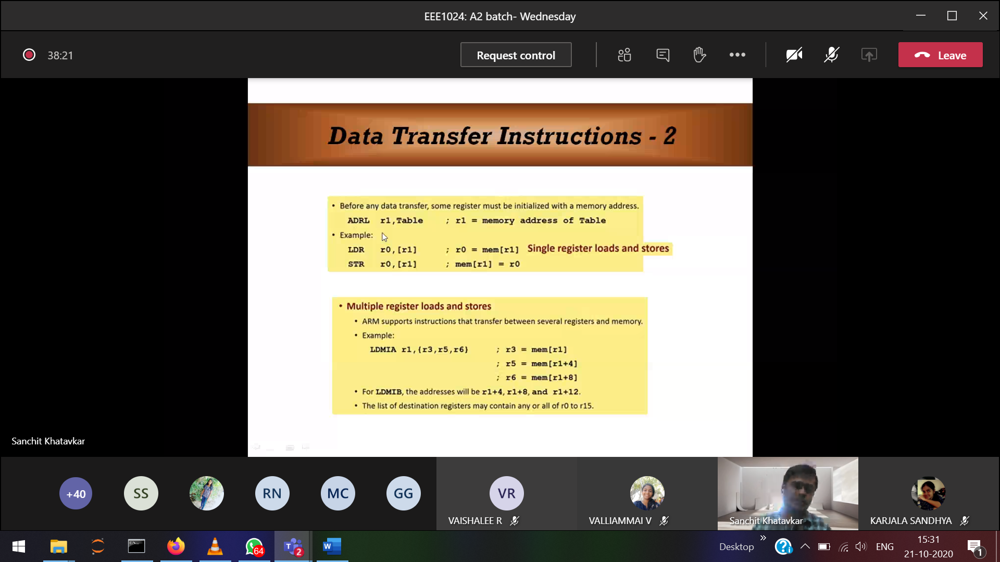 EEE1024: A2 batch- Wednesday
38:21
Request control
Leave
Data Transfer Instructions - 2
• Before any data transfer, some register must be initialized with a memory address.
ADRL r1,Table ; r1 = memory address of Table
• Example:
LDR r0,[r1] ; r0 = mem[r1] Single register loads and stores
STR r0,[r1] ; mem[r1] = r0
• Multiple register loads and stores
• ARM supports instructions that transfer between several registers and memory.
• Example:
LDMIA r1,{r3,r5,r6} ; r3 = mem[r1]
; r5 = mem[r1+4]
; r6 = mem[r1+8]
• For LDMIB, the addresses will be r1+4, r1+8, and r1+12.
• The list of destination registers may contain any or all of r0 to r15.
Sanchit Khatavkar
+40 SS RN MC GG VR
VAISHALEE R VALLIAMMAI V Sanchit Khatavkar KARJALA SANDHYA
C:\
64
T 2
W
Desktop » ? i ENG
15:31
21-10-2020
1